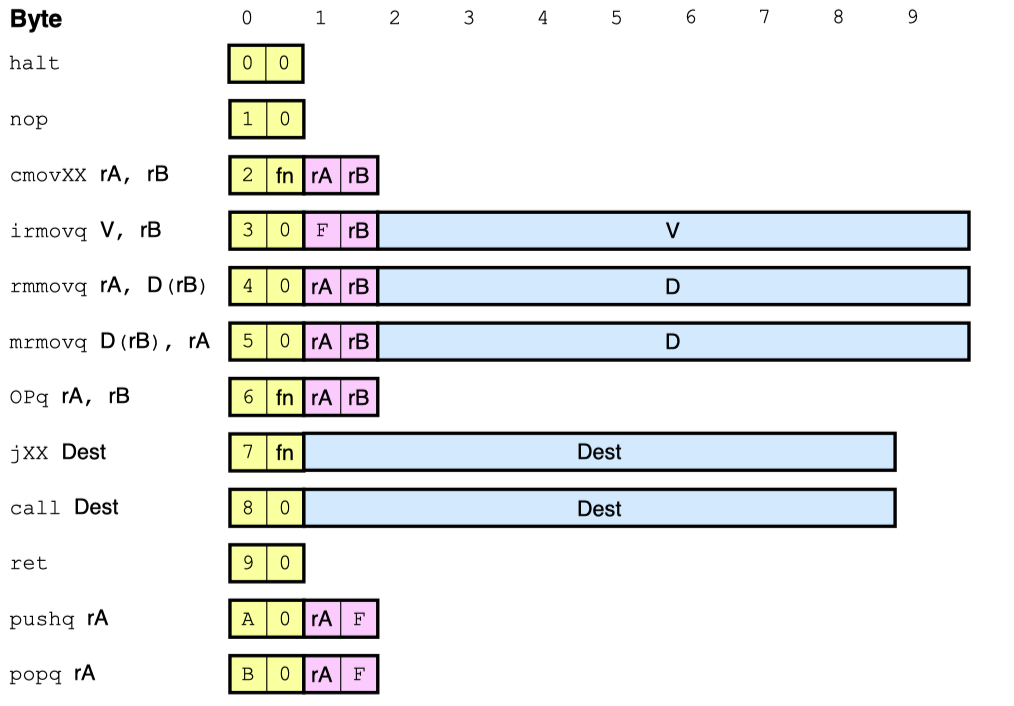 Byte 0 1 2 3 4 5 6 7 8 9
halt 0 0
nop 1 0
cmovXX rA, rB 2 fn rA rB
irmovq V, rB 3 0 F rB V
rmmovq rA, D(rB) 4 0 rA rB D
mrmovq D(rB), rA 5 0 rA rB D
OPq rA, rB 6 fn rA rB
jXX Dest 7 fn Dest
call Dest 8 0 Dest
ret 9 0
pushq rA A 0 rA F
popq rA B 0 rA F